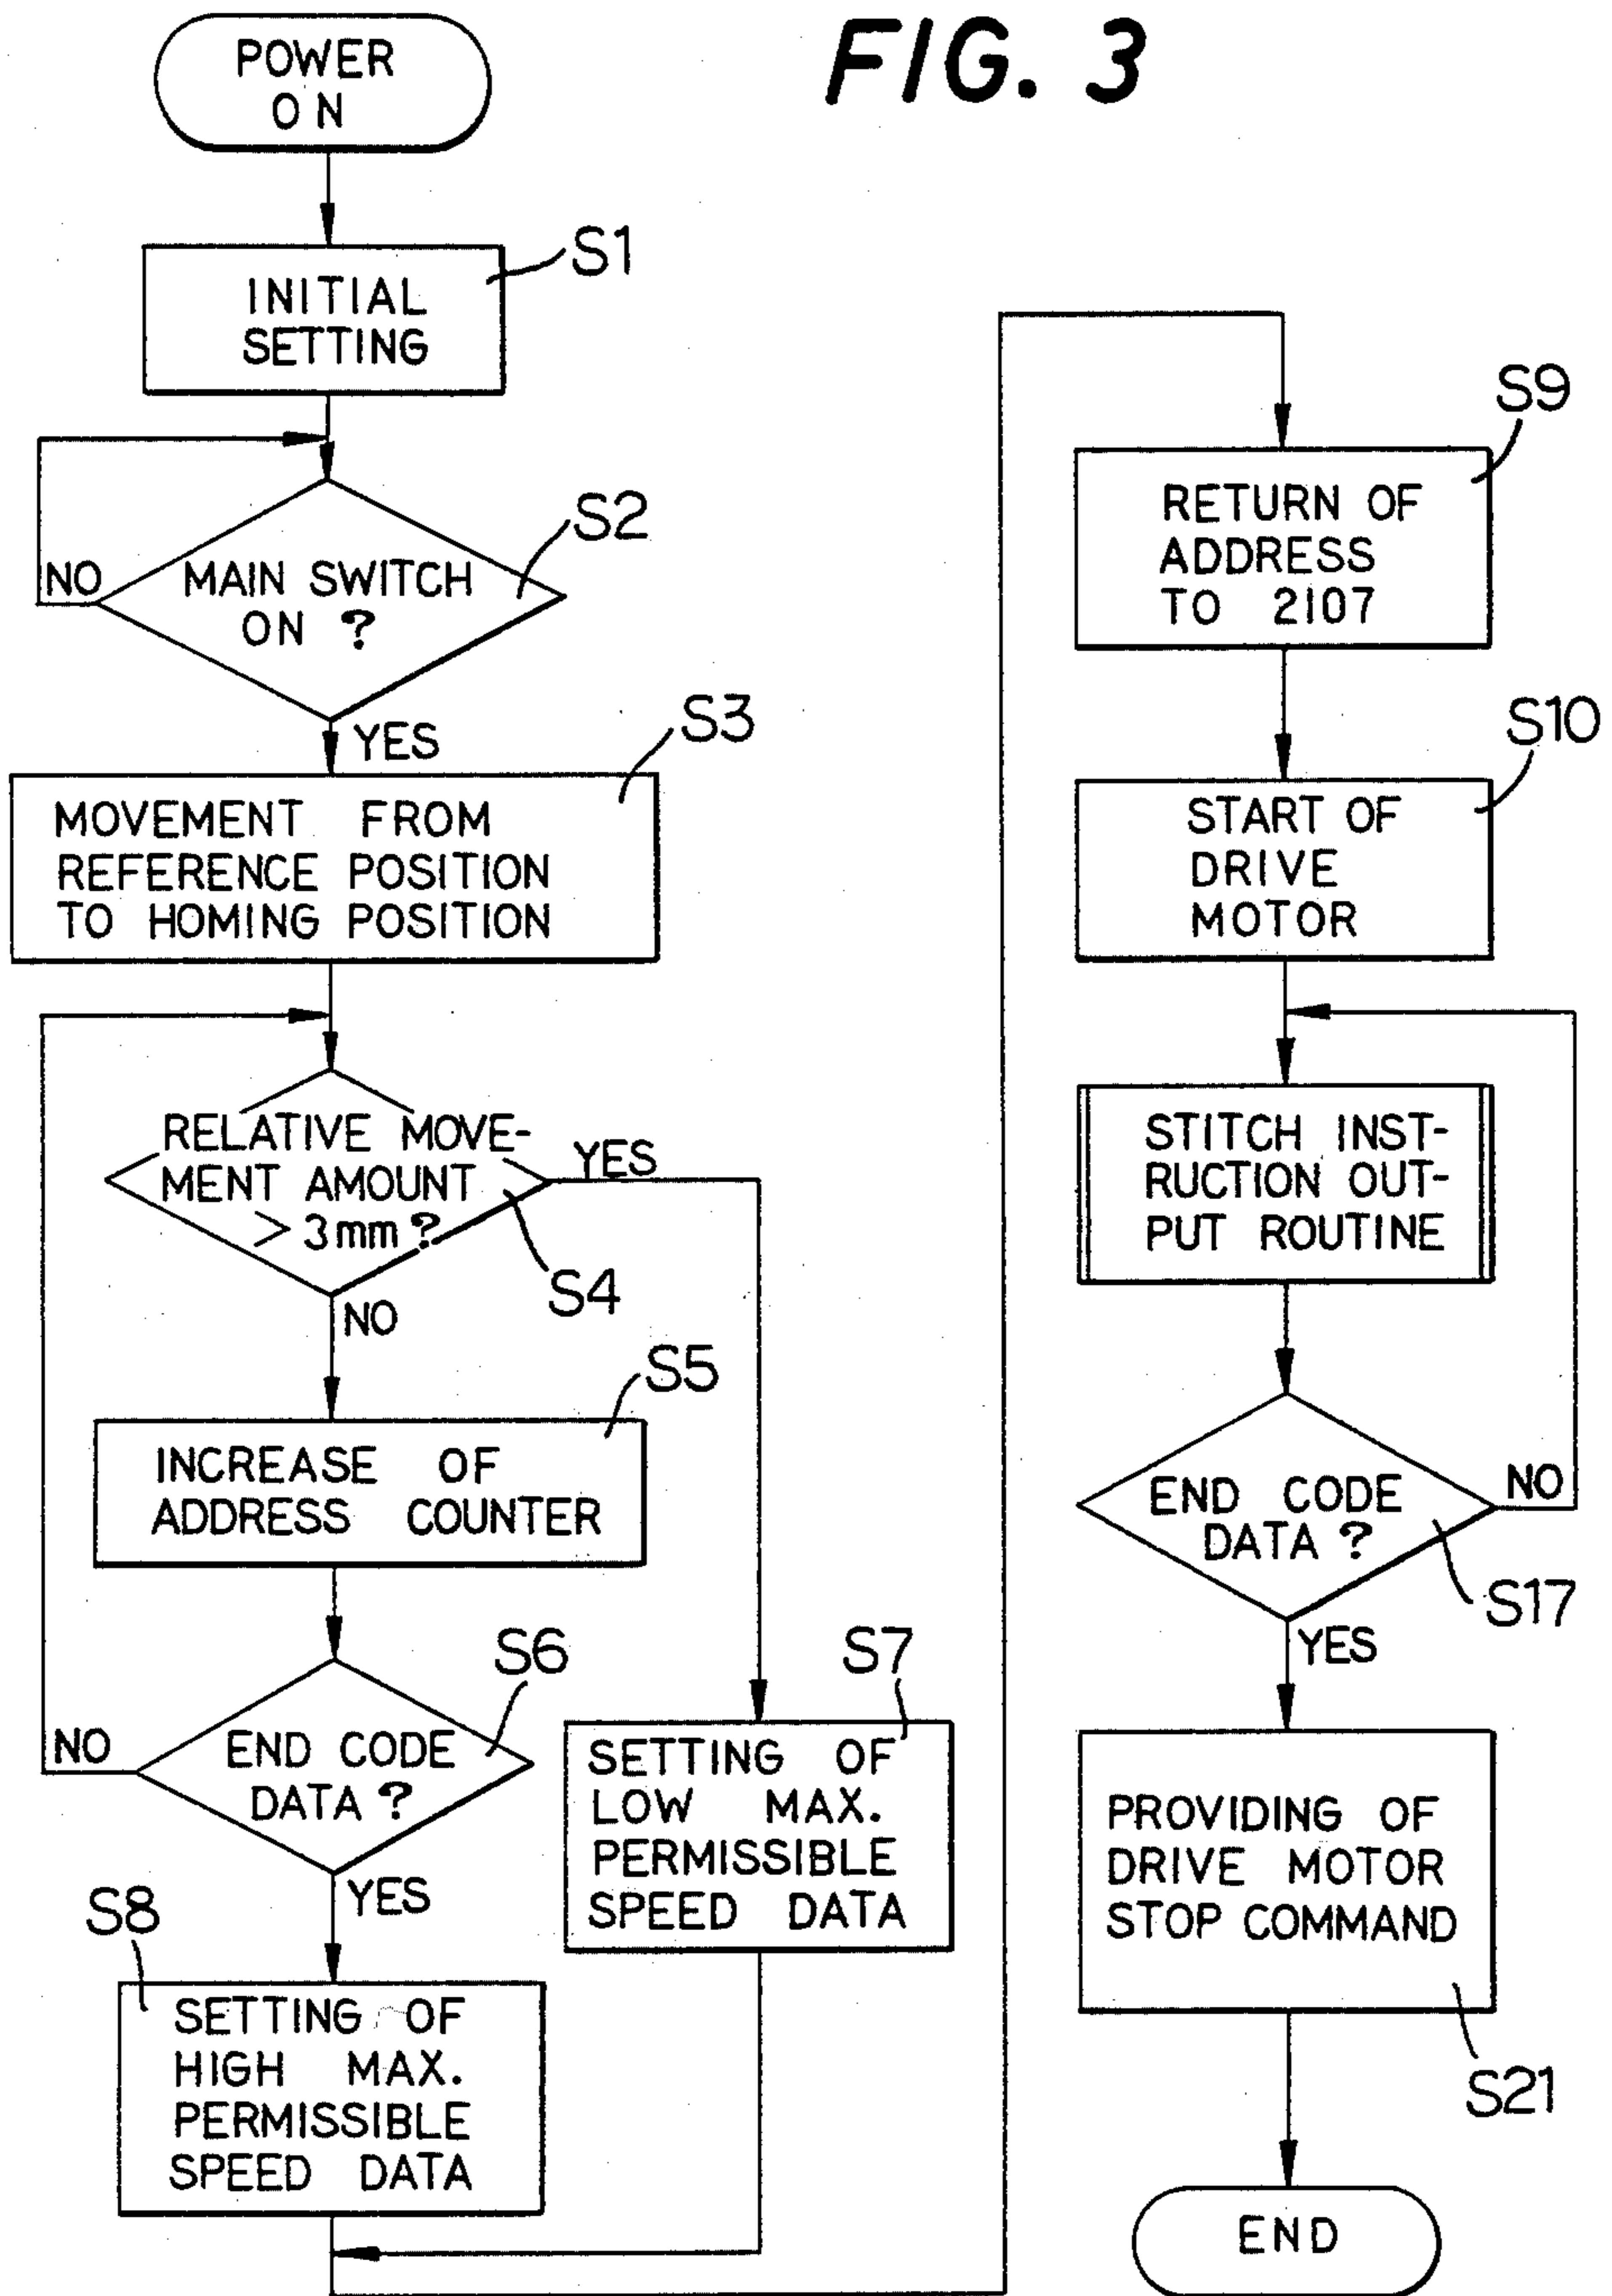 FIG. 3
POWER
ON
S1
INITIAL
SETTING
S2
NO
MAIN SWITCH
ON ?
YES
S3
MOVEMENT FROM
REFERENCE POSITION
TO HOMING POSITION
RELATIVE MOVE-
MENT AMOUNT
> 3mm ?
YES
S4
NO
S5
INCREASE OF
ADDRESS COUNTER
S6
NO
END CODE
DATA ?
YES
S7
SETTING OF
LOW MAX.
PERMISSIBLE
SPEED DATA
S8
SETTING OF
HIGH MAX.
PERMISSIBLE
SPEED DATA
S9
RETURN OF
ADDRESS
TO 2107
S10
START OF
DRIVE
MOTOR
STITCH INST-
RUCTION OUT-
PUT ROUTINE
END CODE
DATA ?
NO
S17
YES
PROVIDING OF
DRIVE MOTOR
STOP COMMAND
S21
END